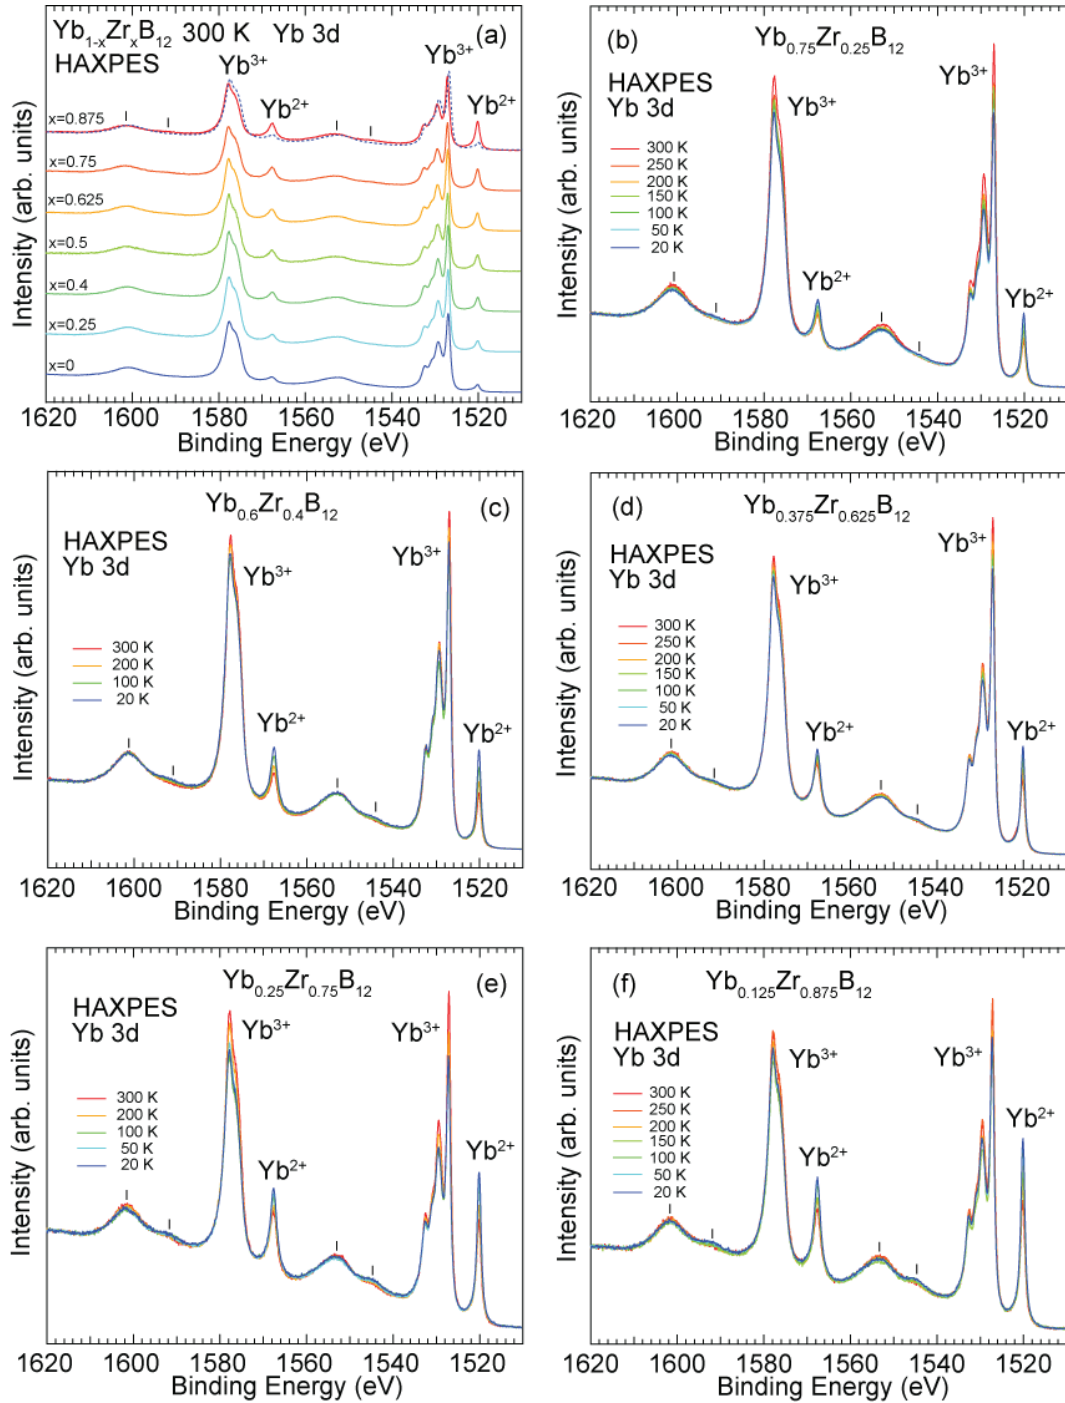 Yb1-xZrxB12 300 K Yb 3d (a)
HAXPES
Yb3+
Yb3+
Yb2+
Yb2+
x=0.875
x=0.75
x=0.625
x=0.5
x=0.4
x=0.25
x=0
Intensity (arb. units)
1620 1600 1580 1560 1540 1520
Binding Energy (eV)
(b) Yb0.75Zr0.25B12
HAXPES
Yb 3d
Yb3+
Yb3+
300 K
250 K
200 K
150 K
100 K
50 K
20 K
Yb2+
Yb2+
Intensity (arb. units)
1620 1600 1580 1560 1540 1520
Binding Energy (eV)
Yb0.6Zr0.4B12 (c)
HAXPES
Yb 3d
Yb3+
Yb3+
300 K
200 K
100 K
20 K
Yb2+
Yb2+
Intensity (arb. units)
1620 1600 1580 1560 1540 1520
Binding Energy (eV)
(d) Yb0.375Zr0.625B12
HAXPES
Yb 3d
Yb3+
Yb3+
300 K
250 K
200 K
150 K
100 K
50 K
20 K
Yb2+
Yb2+
Intensity (arb. units)
1620 1600 1580 1560 1540 1520
Binding Energy (eV)
Yb0.25Zr0.75B12 (e)
HAXPES
Yb 3d
Yb3+
Yb3+
300 K
200 K
100 K
50 K
20 K
Yb2+
Yb2+
Intensity (arb. units)
1620 1600 1580 1560 1540 1520
Binding Energy (eV)
Yb0.125Zr0.875B12 (f)
HAXPES
Yb 3d
Yb3+
Yb3+
300 K
250 K
200 K
150 K
100 K
50 K
20 K
Yb2+
Yb2+
Intensity (arb. units)
1620 1600 1580 1560 1540 1520
Binding Energy (eV)